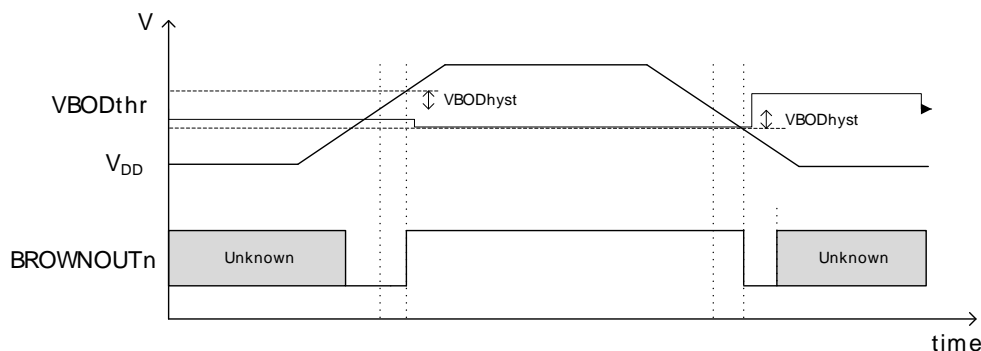 V
VBODthr
VBODhyst
VBODhyst
VDD
BROWNOUTn
Unknown
Unknown
time